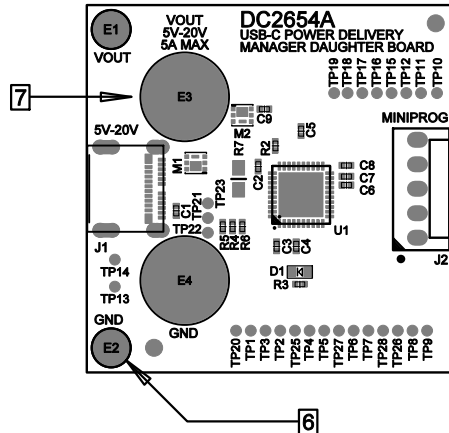 E1
VOUT
VOUT
5V-20V
5A MAX
DC2654A
USB-C POWER DELIVERY
MANAGER DAUGHTER BOARD
TP19
TP18
TP17
TP16
TP15
TP12
TP11
TP10
7
E3
M2
C9
MINIPROG
5V-20V
M1
R7
R2
C5
C2
C8
C7
C6
TP23
TP21
TP22
C1
R5
R4
R6
U1
J1
C3
C4
J2
TP14
TP13
E4
D1
R3
GND
GND
E2
TP20
TP1
TP3
TP2
TP25
TP4
TP5
TP27
TP6
TP7
TP28
TP26
TP8
TP9
6